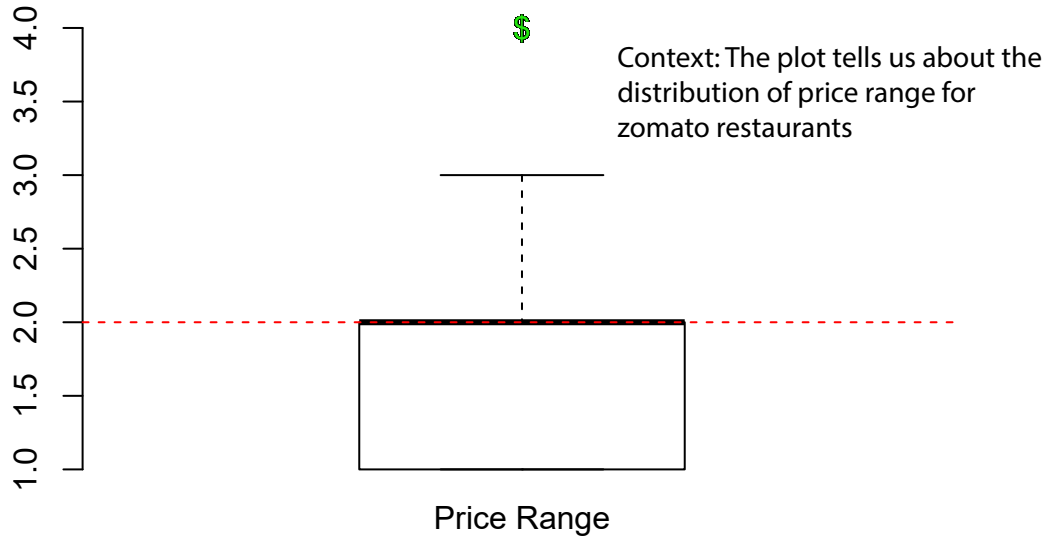 4.0
3.5
3.0
2.5
2.0
1.5
1.0
$
Context: The plot tells us about the
distribution of price range for
zomato restaurants
Price Range